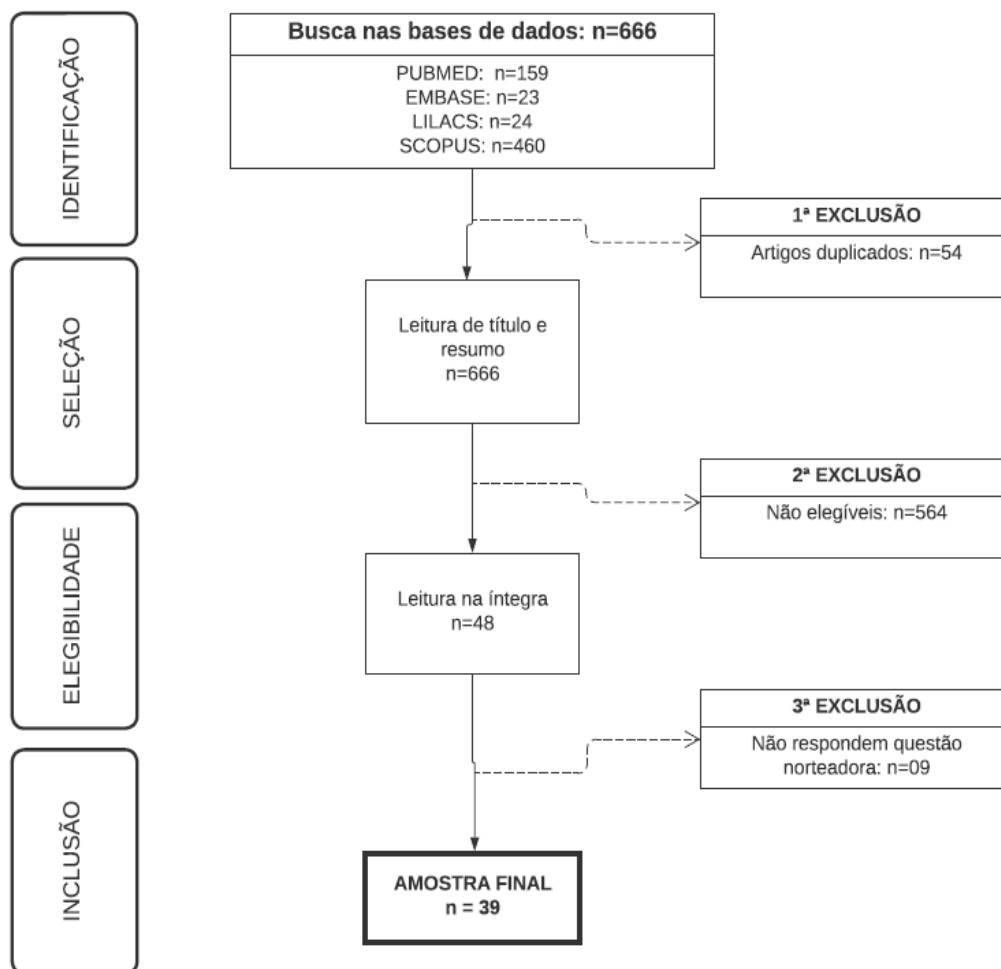 IDENTIFICAÇÃO
Busca nas bases de dados: n=666
PUBMED: n=159
EMBASE: n=23
LILACS: n=24
SCOPUS: n=460
1ª EXCLUSÃO
Artigos duplicados: n=54
SELEÇÃO
Leitura de título e
resumo
n=666
2ª EXCLUSÃO
Não elegíveis: n=564
ELEGIBILIDADE
Leitura na íntegra
n=48
3ª EXCLUSÃO
Não respondem questão
norteadora: n=09
INCLUSÃO
AMOSTRA FINAL
n = 39